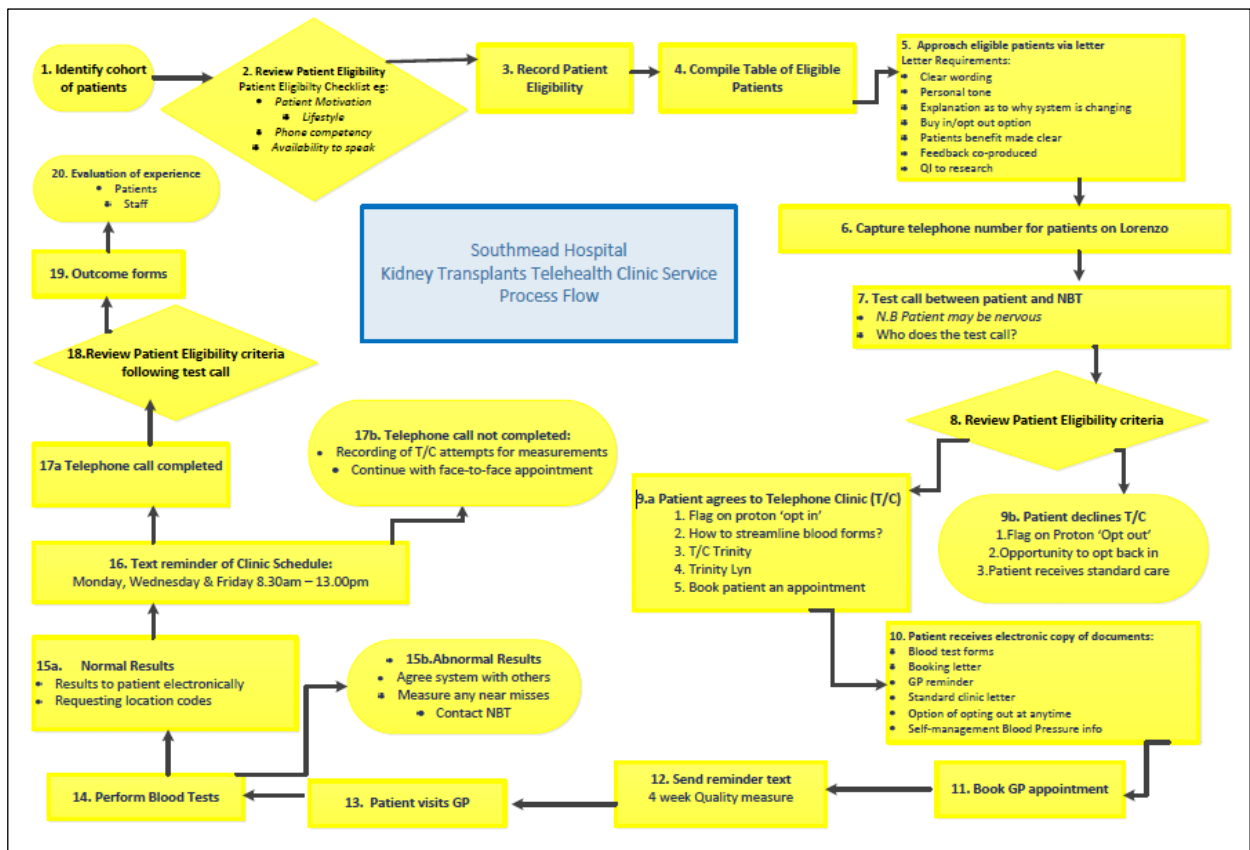 1. Identify cohort
of patients
2. Review Patient Eligibility
Patient Eligibilty Checklist eg:
Patient Motivation
Lifestyle
Phone competency
Availability to speak
3. Record Patient
Eligibility
4. Compile Table of Eligible
Patients
5. Approach eligible patients via letter
Letter Requirements:
Clear wording
Personal tone
Explanation as to why system is changing
Buy in/opt out option
Patients benefit made clear
Feedback co-produced
QI to research
6. Capture telephone number for patients on Lorenzo
7. Test call between patient and NBT
N.B Patient may be nervous
Who does the test call?
8. Review Patient Eligibility criteria
9.a Patient agrees to Telephone Clinic (T/C)
1. Flag on proton ‘opt in’
2. How to streamline blood forms?
3. T/C Trinity
4. Trinity Lyn
5. Book patient an appointment
9b. Patient declines T/C
1.Flag on Proton ‘Opt out’
2.Opportunity to opt back in
3.Patient receives standard care
10. Patient receives electronic copy of documents:
Blood test forms
Booking letter
GP reminder
Standard clinic letter
Option of opting out at anytime
Self-management Blood Pressure info
11. Book GP appointment
12. Send reminder text
4 week Quality measure
13. Patient visits GP
14. Perform Blood Tests
15a. Normal Results
Results to patient electronically
Requesting location codes
15b.Abnormal Results
Agree system with others
Measure any near misses
Contact NBT
16. Text reminder of Clinic Schedule:
Monday, Wednesday & Friday 8.30am – 13.00pm
17a Telephone call completed
17b. Telephone call not completed:
Recording of T/C attempts for measurements
Continue with face-to-face appointment
18.Review Patient Eligibility criteria
following test call
19. Outcome forms
20. Evaluation of experience
Patients
Staff
Southmead Hospital
Kidney Transplants Telehealth Clinic Service
Process Flow